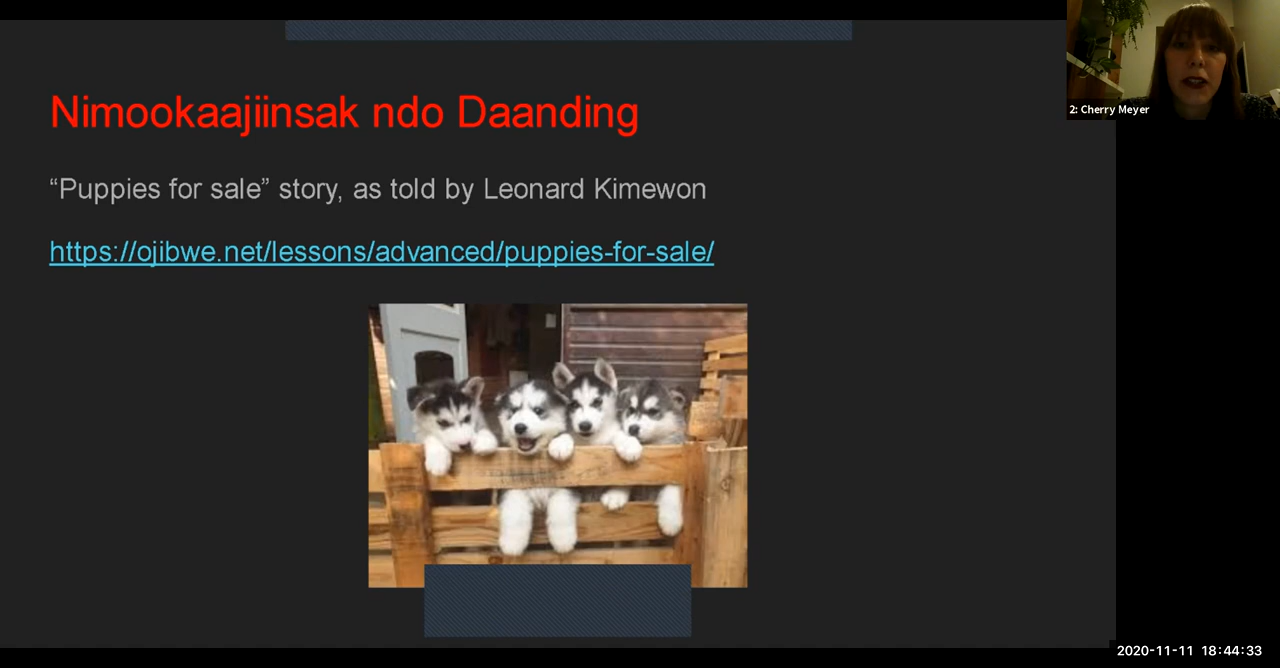 Nimookaajiinsak ndo Daanding
“Puppies for sale” story, as told by Leonard Kimewon
https://ojibwe.net/lessons/advanced/puppies-for-sale/
2: Cherry Meyer
2020-11-11 18:44:33